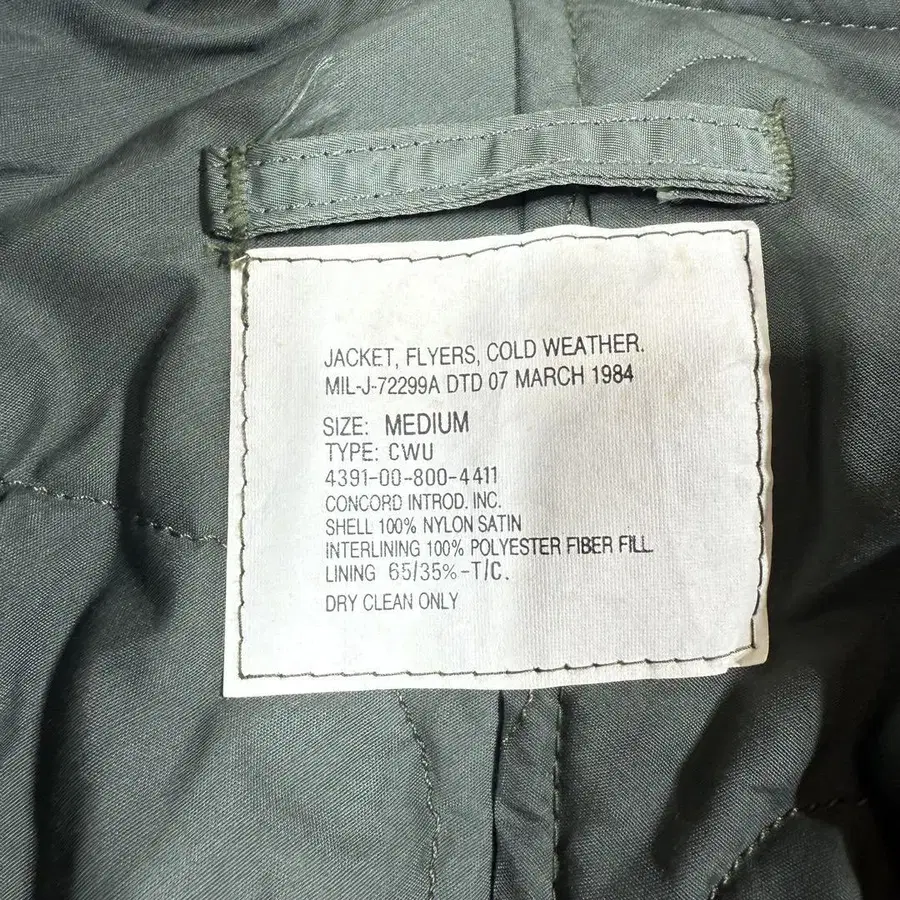 JACKET, FLYERS, COLD WEATHER.
MIL-J-72299A DTD 07 MARCH 1984
SIZE: MEDIUM
TYPE: CWU
4391-00-800-4411
CONCORD INTROD. INC.
SHELL 100% NYLON SATIN
INTERLINING 100% POLYESTER FIBER FILL.
LINING 65/35%-T/C.
DRY CLEAN ONLY